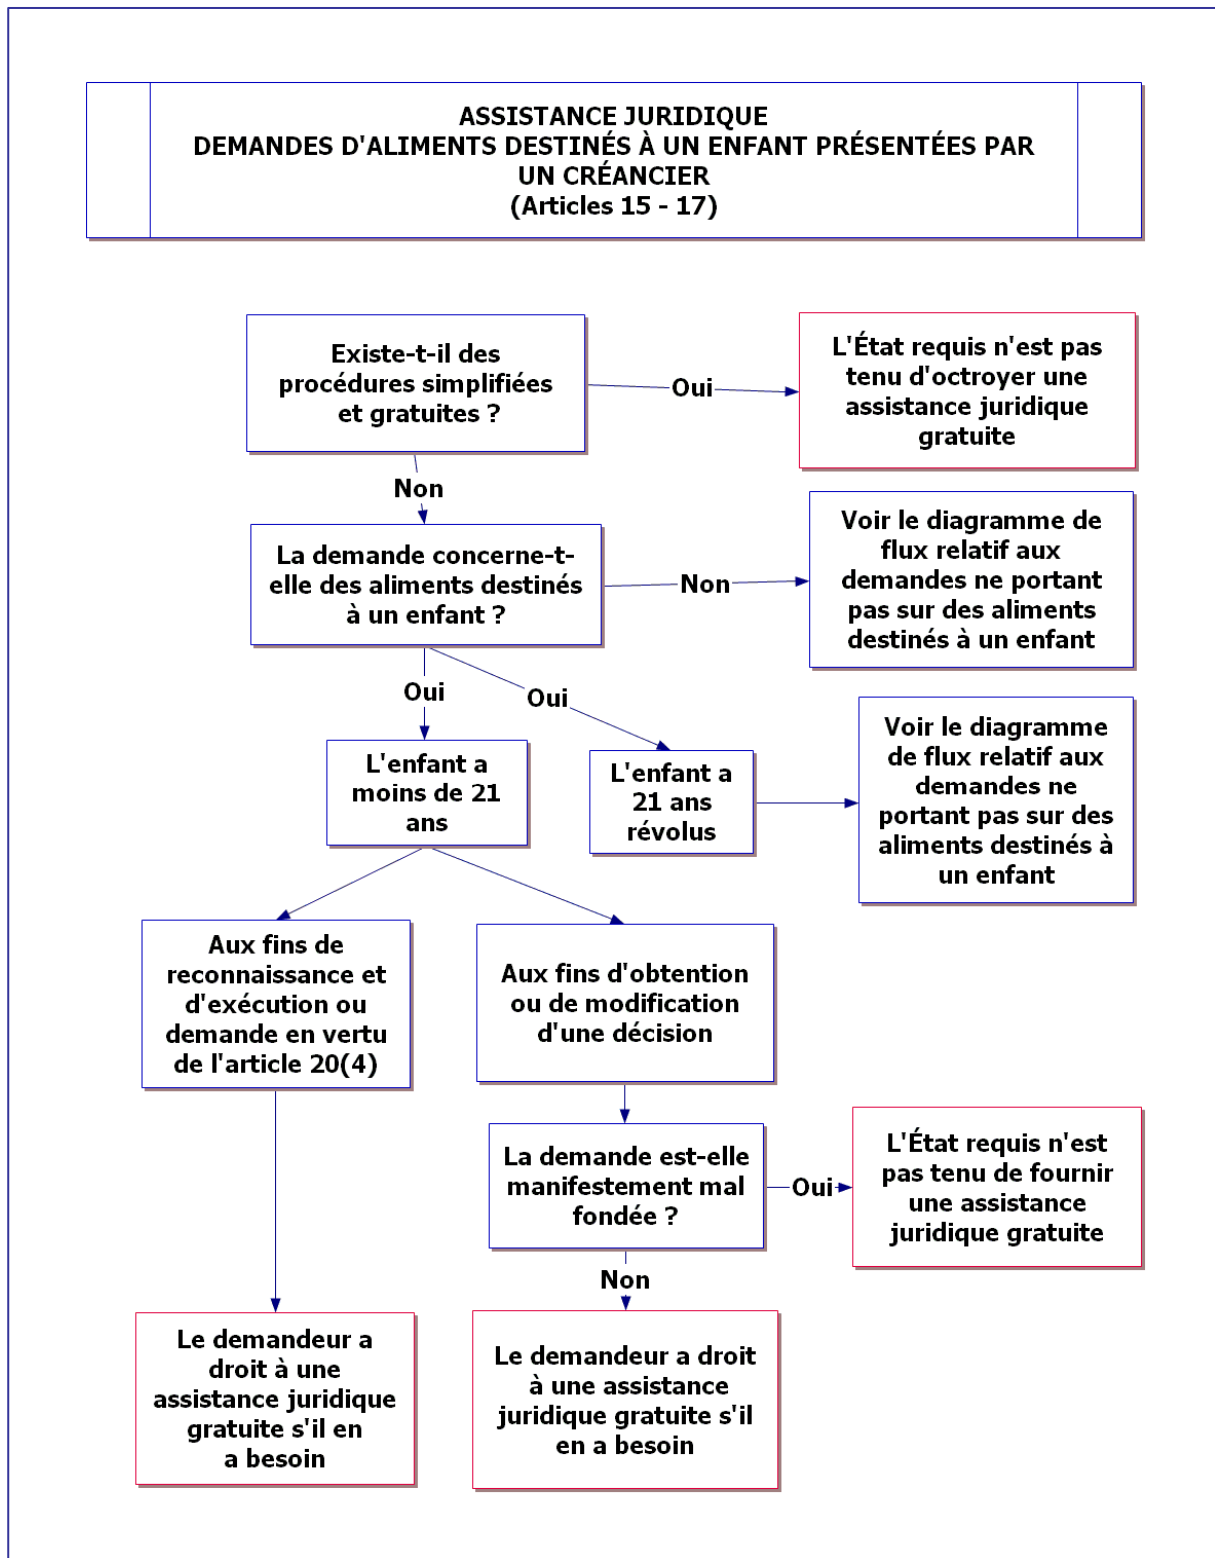 ASSISTANCE JURIDIQUE
DEMANDES D'ALIMENTS DESTINÉS À UN ENFANT PRÉSENTÉES PAR
UN CRÉANCIER
(Articles 15 - 17)
Existe-t-il des
procédures simplifiées
et gratuites ?
Oui
L'État requis n'est pas
tenu d'octroyer une
assistance juridique
gratuite
Non
La demande concerne-t-
elle des aliments destinés
à un enfant ?
Non
Voir le diagramme de
flux relatif aux
demandes ne portant
pas sur des aliments
destinés à un enfant
Oui
Oui
L'enfant a
moins de 21
ans
L'enfant a
21 ans
révolus
Voir le diagramme
de flux relatif aux
demandes ne
portant pas sur des
aliments destinés à
un enfant
Aux fins de
reconnaissance et
d'exécution ou
demande en vertu
de l'article 20(4)
Aux fins d'obtention
ou de modification
d'une décision
La demande est-elle
manifestement mal
fondée ?
Oui
L'État requis n'est
pas tenu de fournir
une assistance
juridique gratuite
Non
Le demandeur a
droit à une
assistance juridique
gratuite s'il en
a besoin
Le demandeur a droit
à une assistance
juridique gratuite s'il
en a besoin